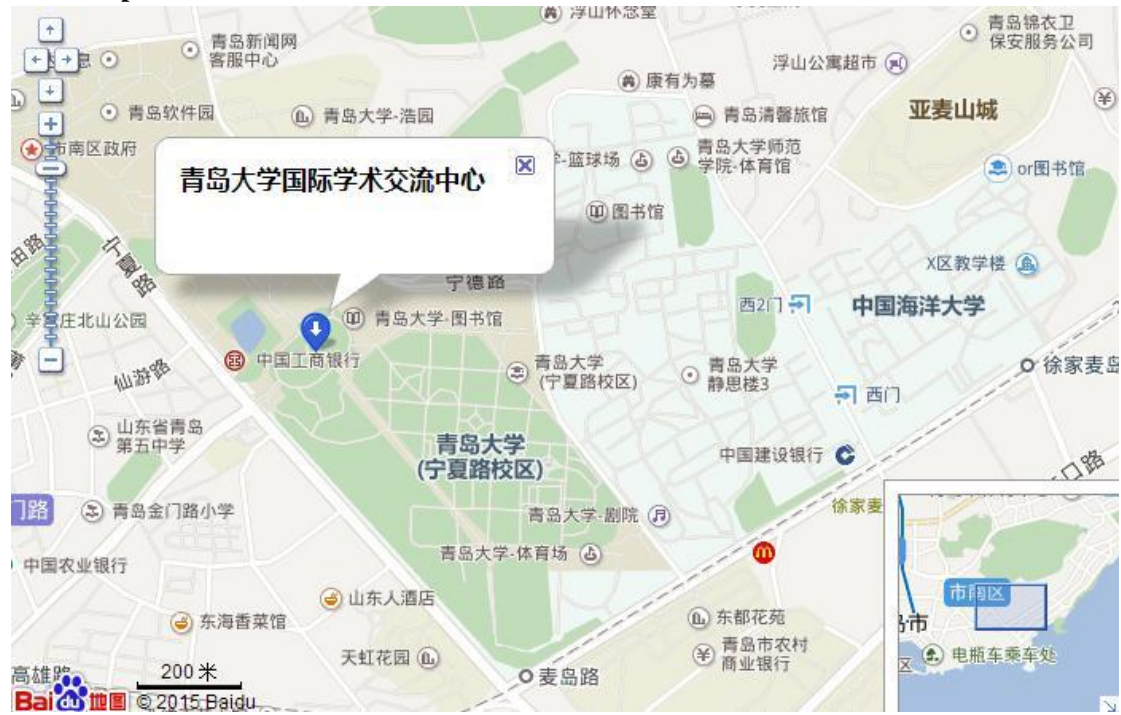 浮山怀念堂
青岛锦衣卫
保安服务公司
青岛新闻网
客服中心
息
浮山公寓超市
康有为墓
青岛软件园
青岛大学-浩园
青岛清馨旅馆
亚麦山城
市南区政府
青岛大学国际学术交流中心
篮球场
青岛大学师范
学院-体育馆
or图书馆
图书馆
宁夏路
田路
X区教学楼
宁德路
西2门
中国海洋大学
青岛大学-图书馆
辛家庄北山公园
中国工商银行
仙游路
青岛大学
(宁夏路校区)
青岛大学
静思楼3
徐家麦岛
西门
山东省青岛
第五中学
青岛大学
(宁夏路校区)
中国建设银行
口路
门路
青岛金门路小学
青岛大学-剧院
徐家麦
青岛大学-体育场
中国农业银行
市南区
山东人酒店
东海香菜馆
东都花苑
岛市
青岛市农村
商业银行
区
电瓶车乘车处
天虹花园
高雄路
200 米
麦岛路
Bai du 地图 © 2015 Baidu